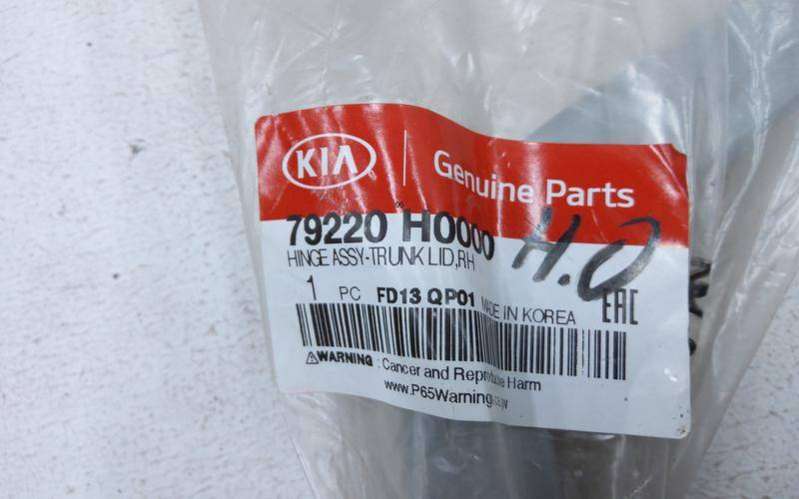 KIA Genuine Parts
79220 H0000
HINGE ASSY-TRUNK LID,RH
H.O
1 PC FD13 QP01 MADE IN KOREA EAC
WARNING : Cancer and Reproductive Harm
www.P65Warnings.ca.gov